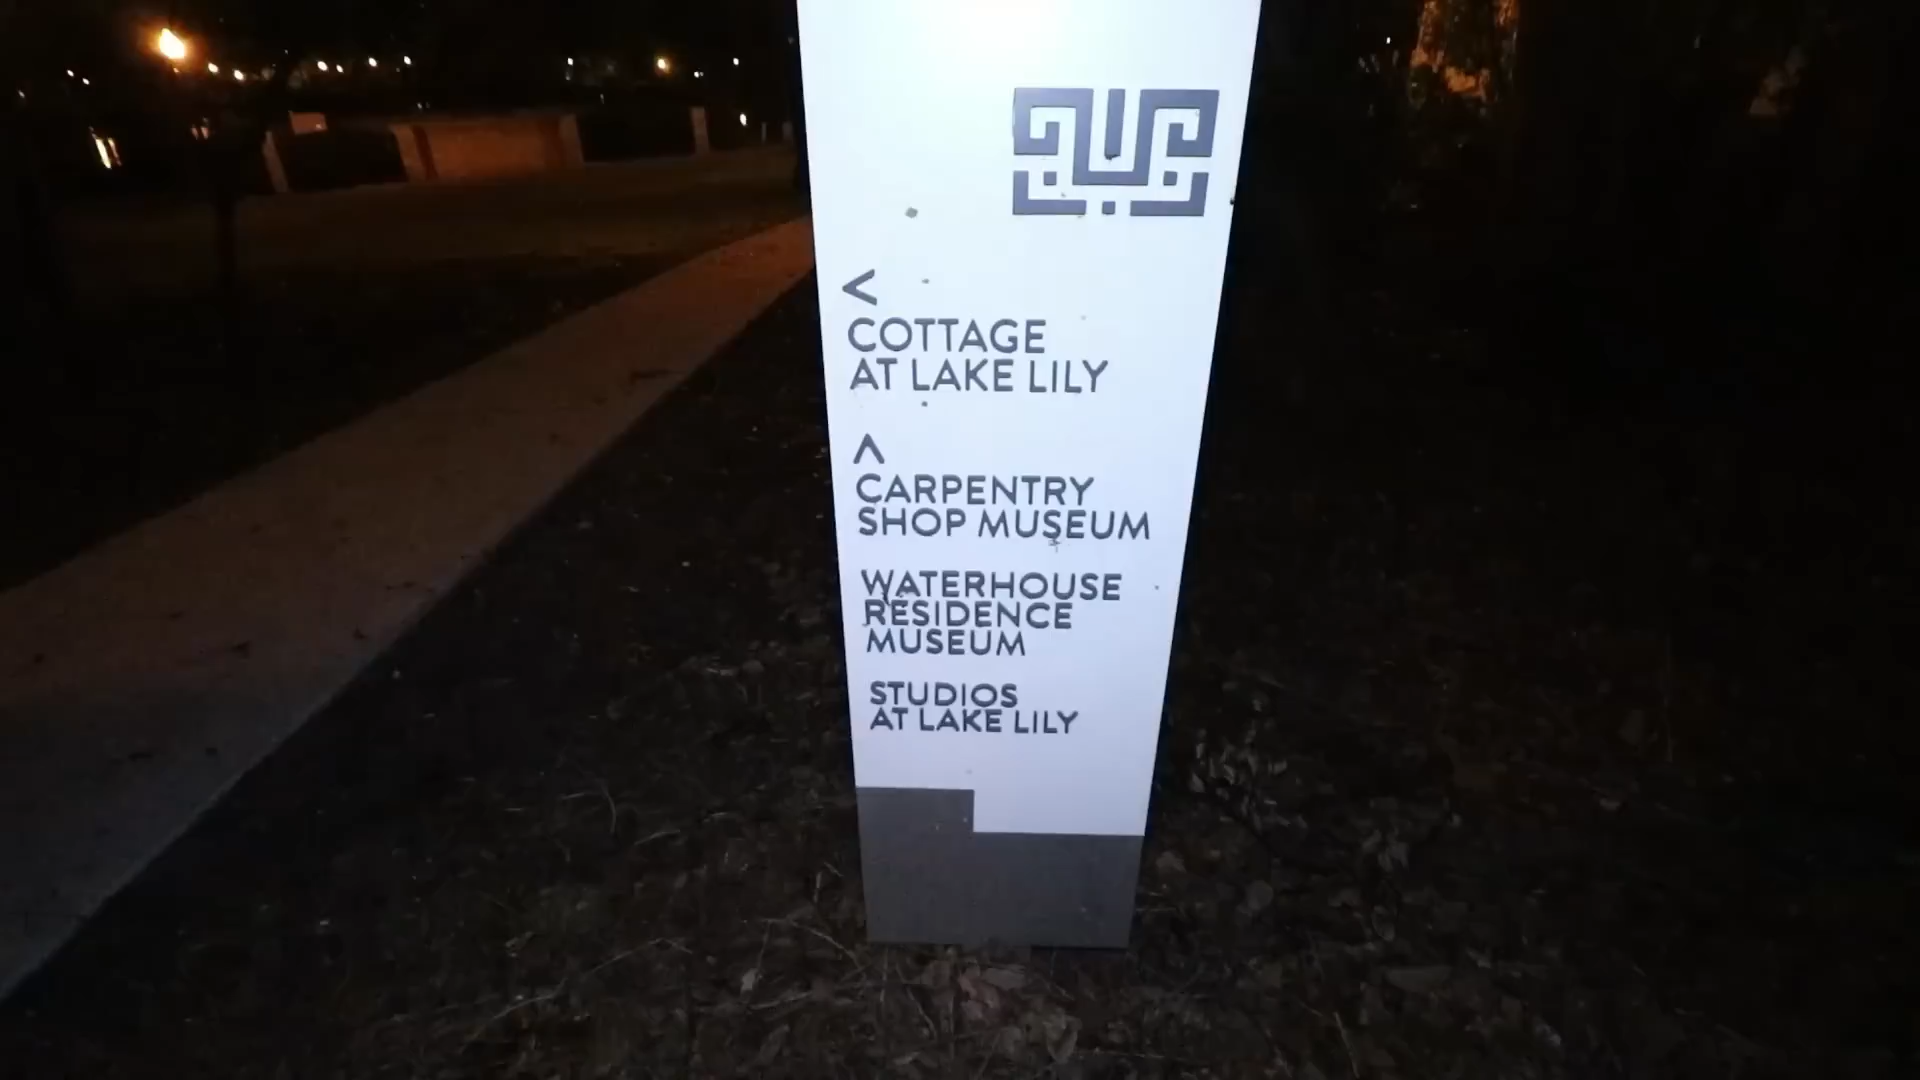 <
COTTAGE
AT LAKE LILY
^
CARPENTRY
SHOP MUSEUM
WATERHOUSE
RESIDENCE
MUSEUM
STUDIOS
AT LAKE LILY